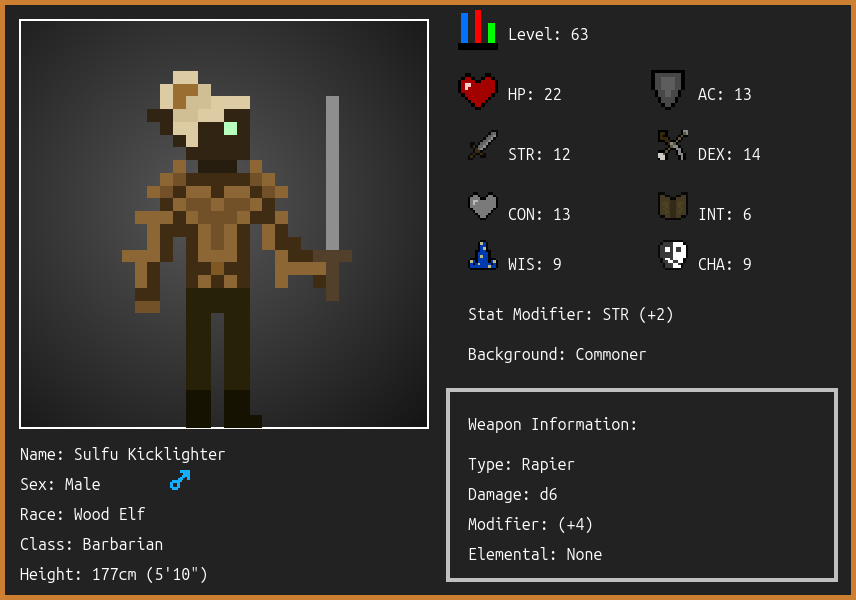 Level: 63
HP: 22
AC: 13
STR: 12
DEX: 14
CON: 13
INT: 6
WIS: 9
CHA: 9
Stat Modifier: STR (+2)
Background: Commoner
Weapon Information:
Type: Rapier
Damage: d6
Modifier: (+4)
Elemental: None
Name: Sulfu Kicklighter
Sex: Male
Race: Wood Elf
Class: Barbarian
Height: 177cm (5'10")